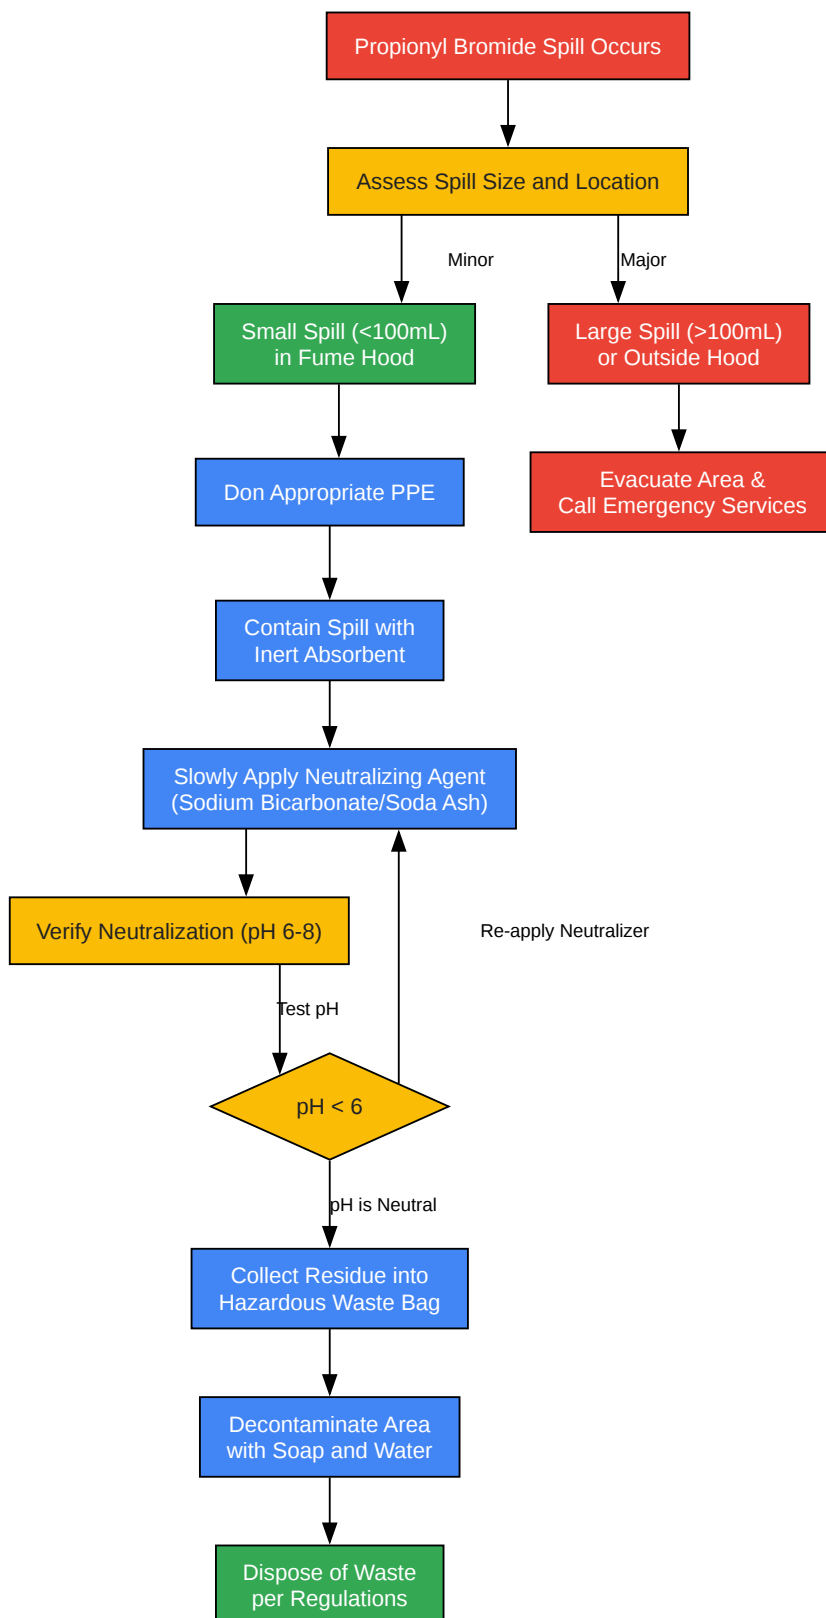 Propionyl Bromide Spill Occurs
Assess Spill Size and Location
Minor
Major
Small Spill (<100mL)
in Fume Hood
Large Spill (>100mL)
or Outside Hood
Don Appropriate PPE
Evacuate Area &
Call Emergency Services
Contain Spill with
Inert Absorbent
Slowly Apply Neutralizing Agent
(Sodium Bicarbonate/Soda Ash)
Verify Neutralization (pH 6-8)
Re-apply Neutralizer
Test pH
pH < 6
pH is Neutral
Collect Residue into
Hazardous Waste Bag
Decontaminate Area
with Soap and Water
Dispose of Waste
per Regulations